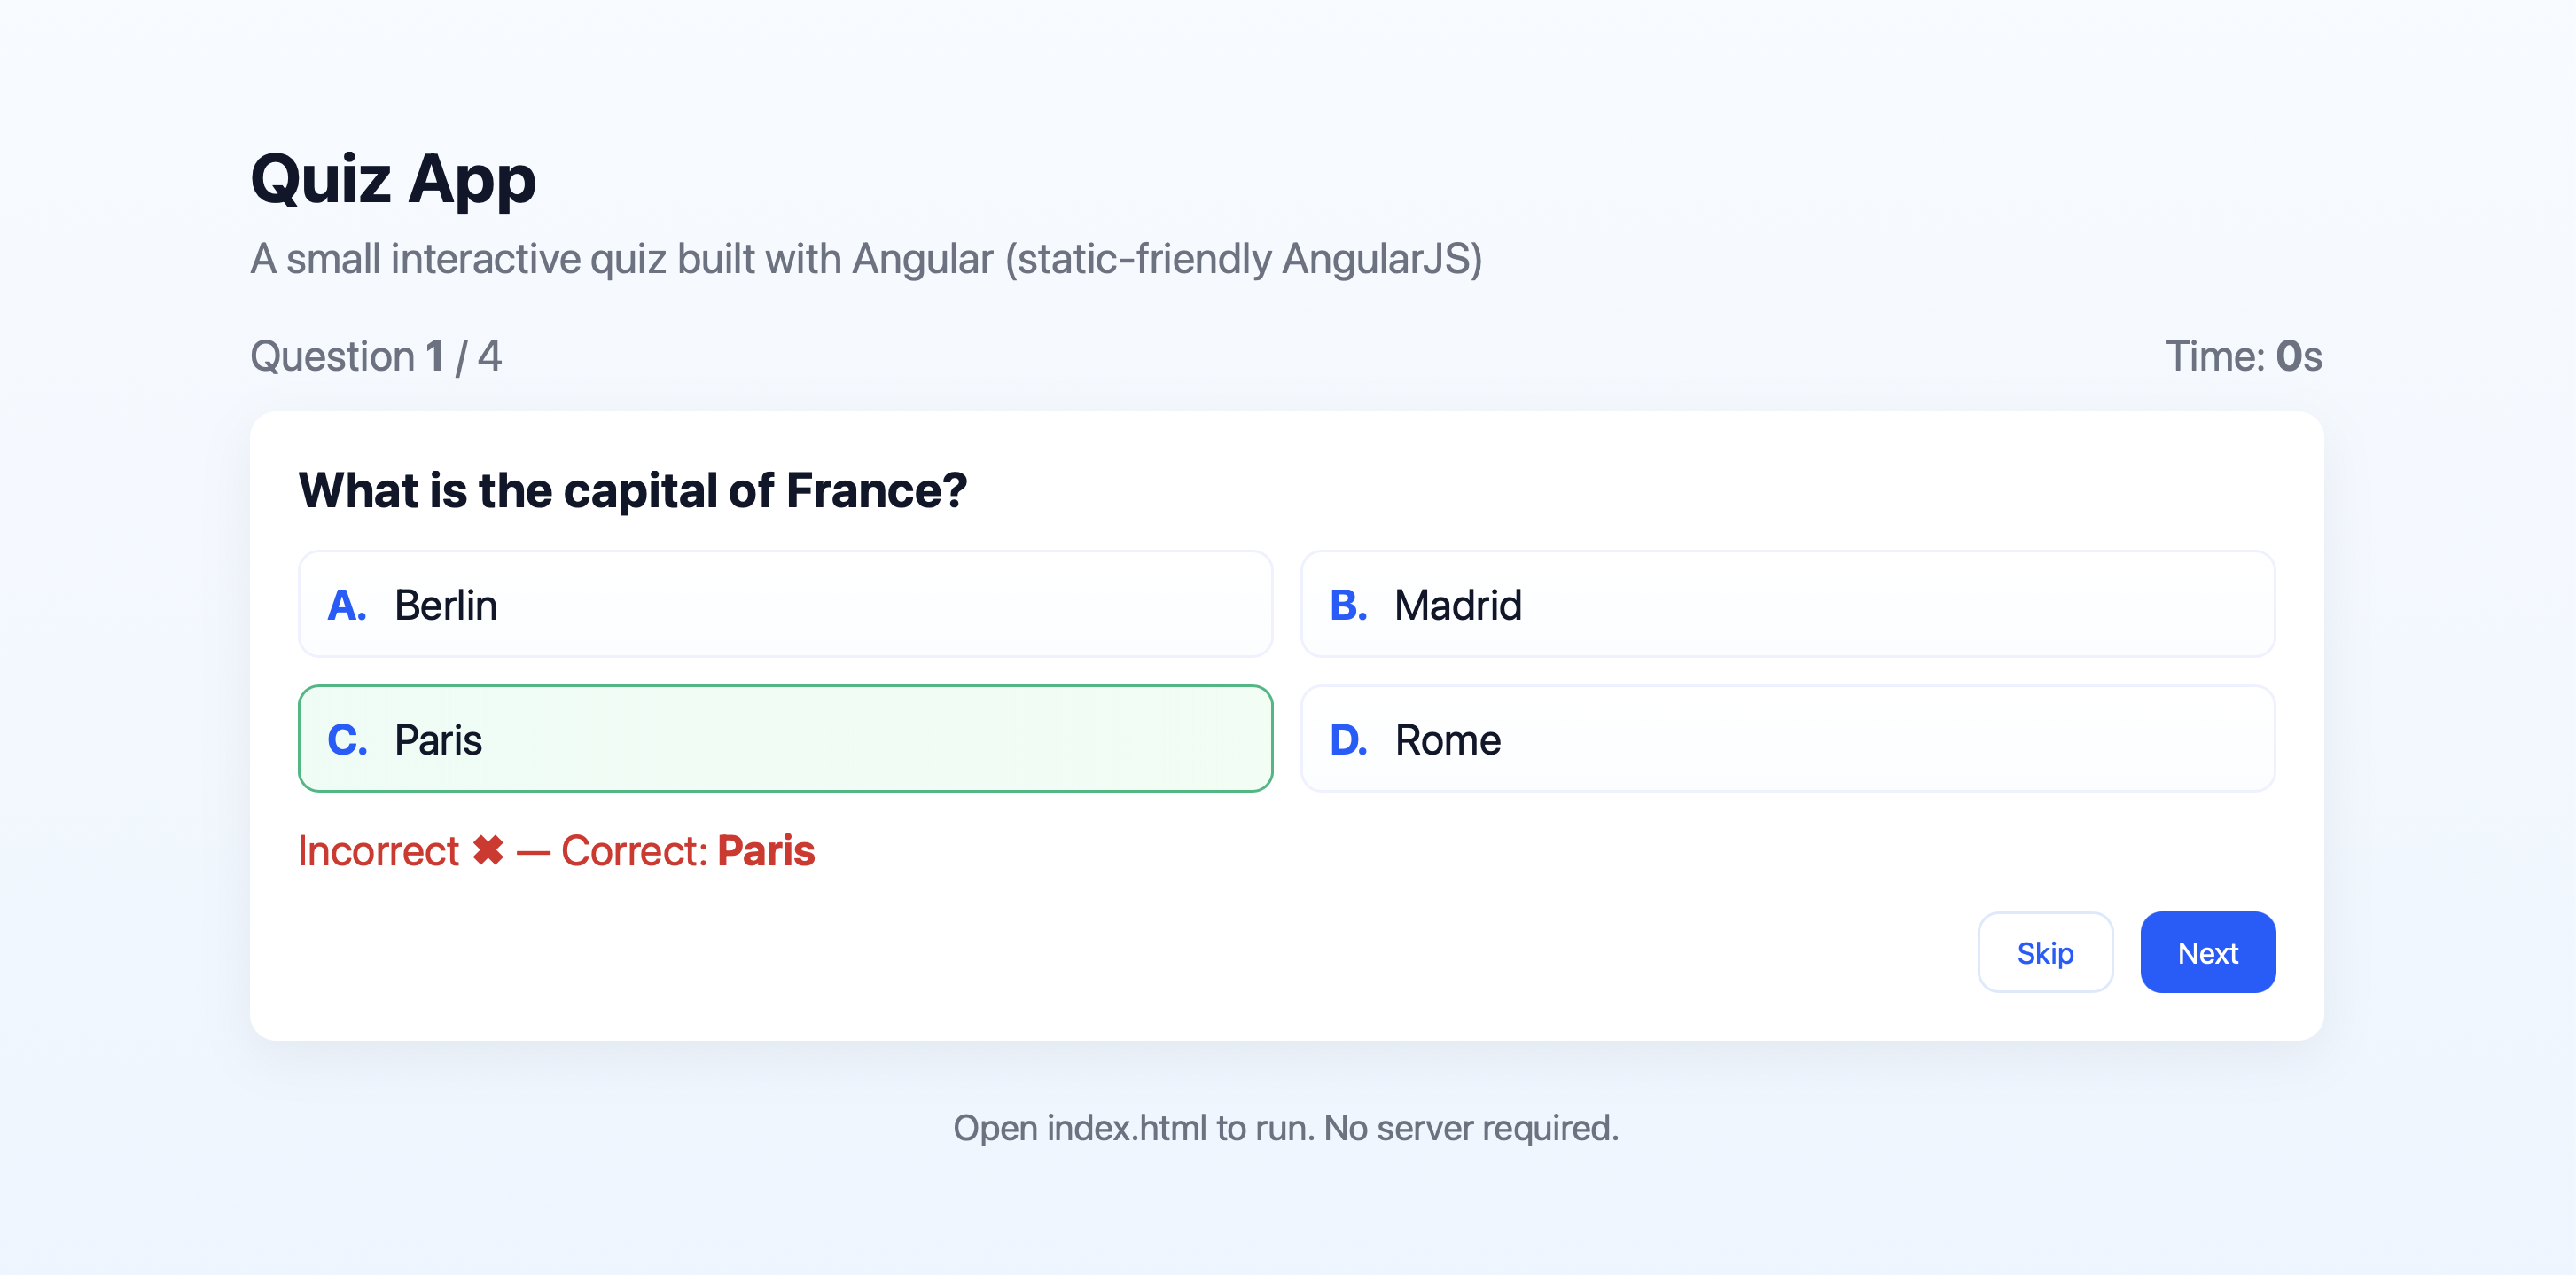 Quiz App
A small interactive quiz built with Angular (static-friendly AngularJS)
Question 1 / 4
Time: 0s
What is the capital of France?
A. Berlin
B. Madrid
C. Paris
D. Rome
Incorrect ✖ — Correct: Paris
Skip
Next
Open index.html to run. No server required.